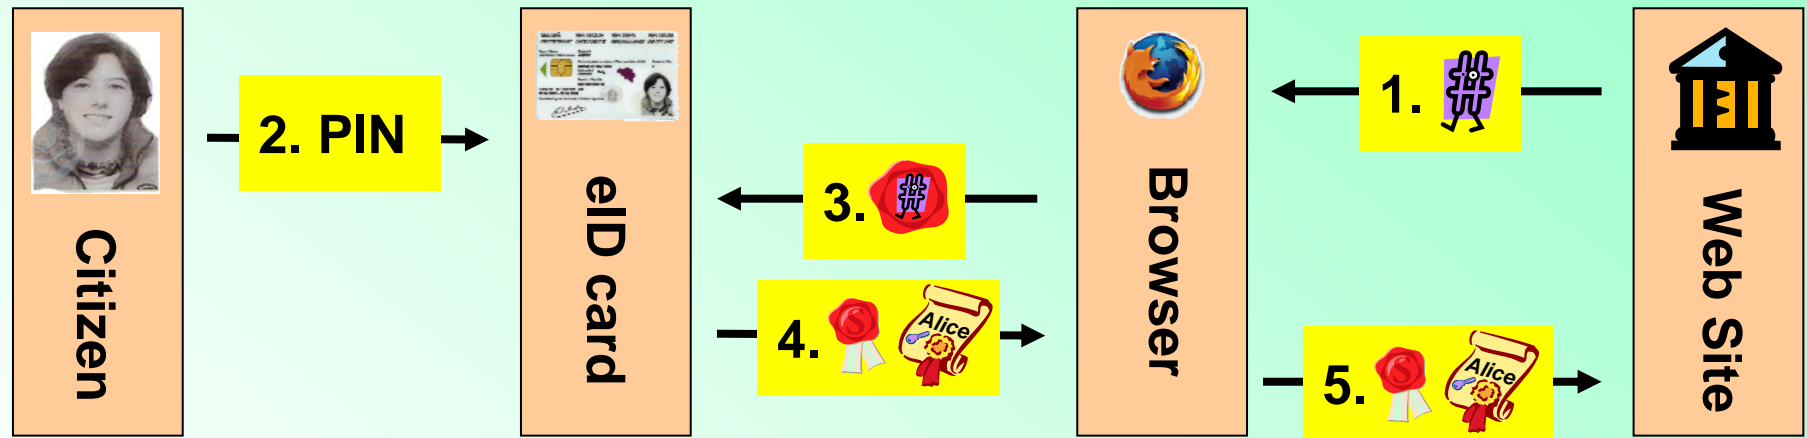 Citizen
2. PIN
eID card
3. #
4. S Alice
Browser
1. #
5. S Alice
Web Site